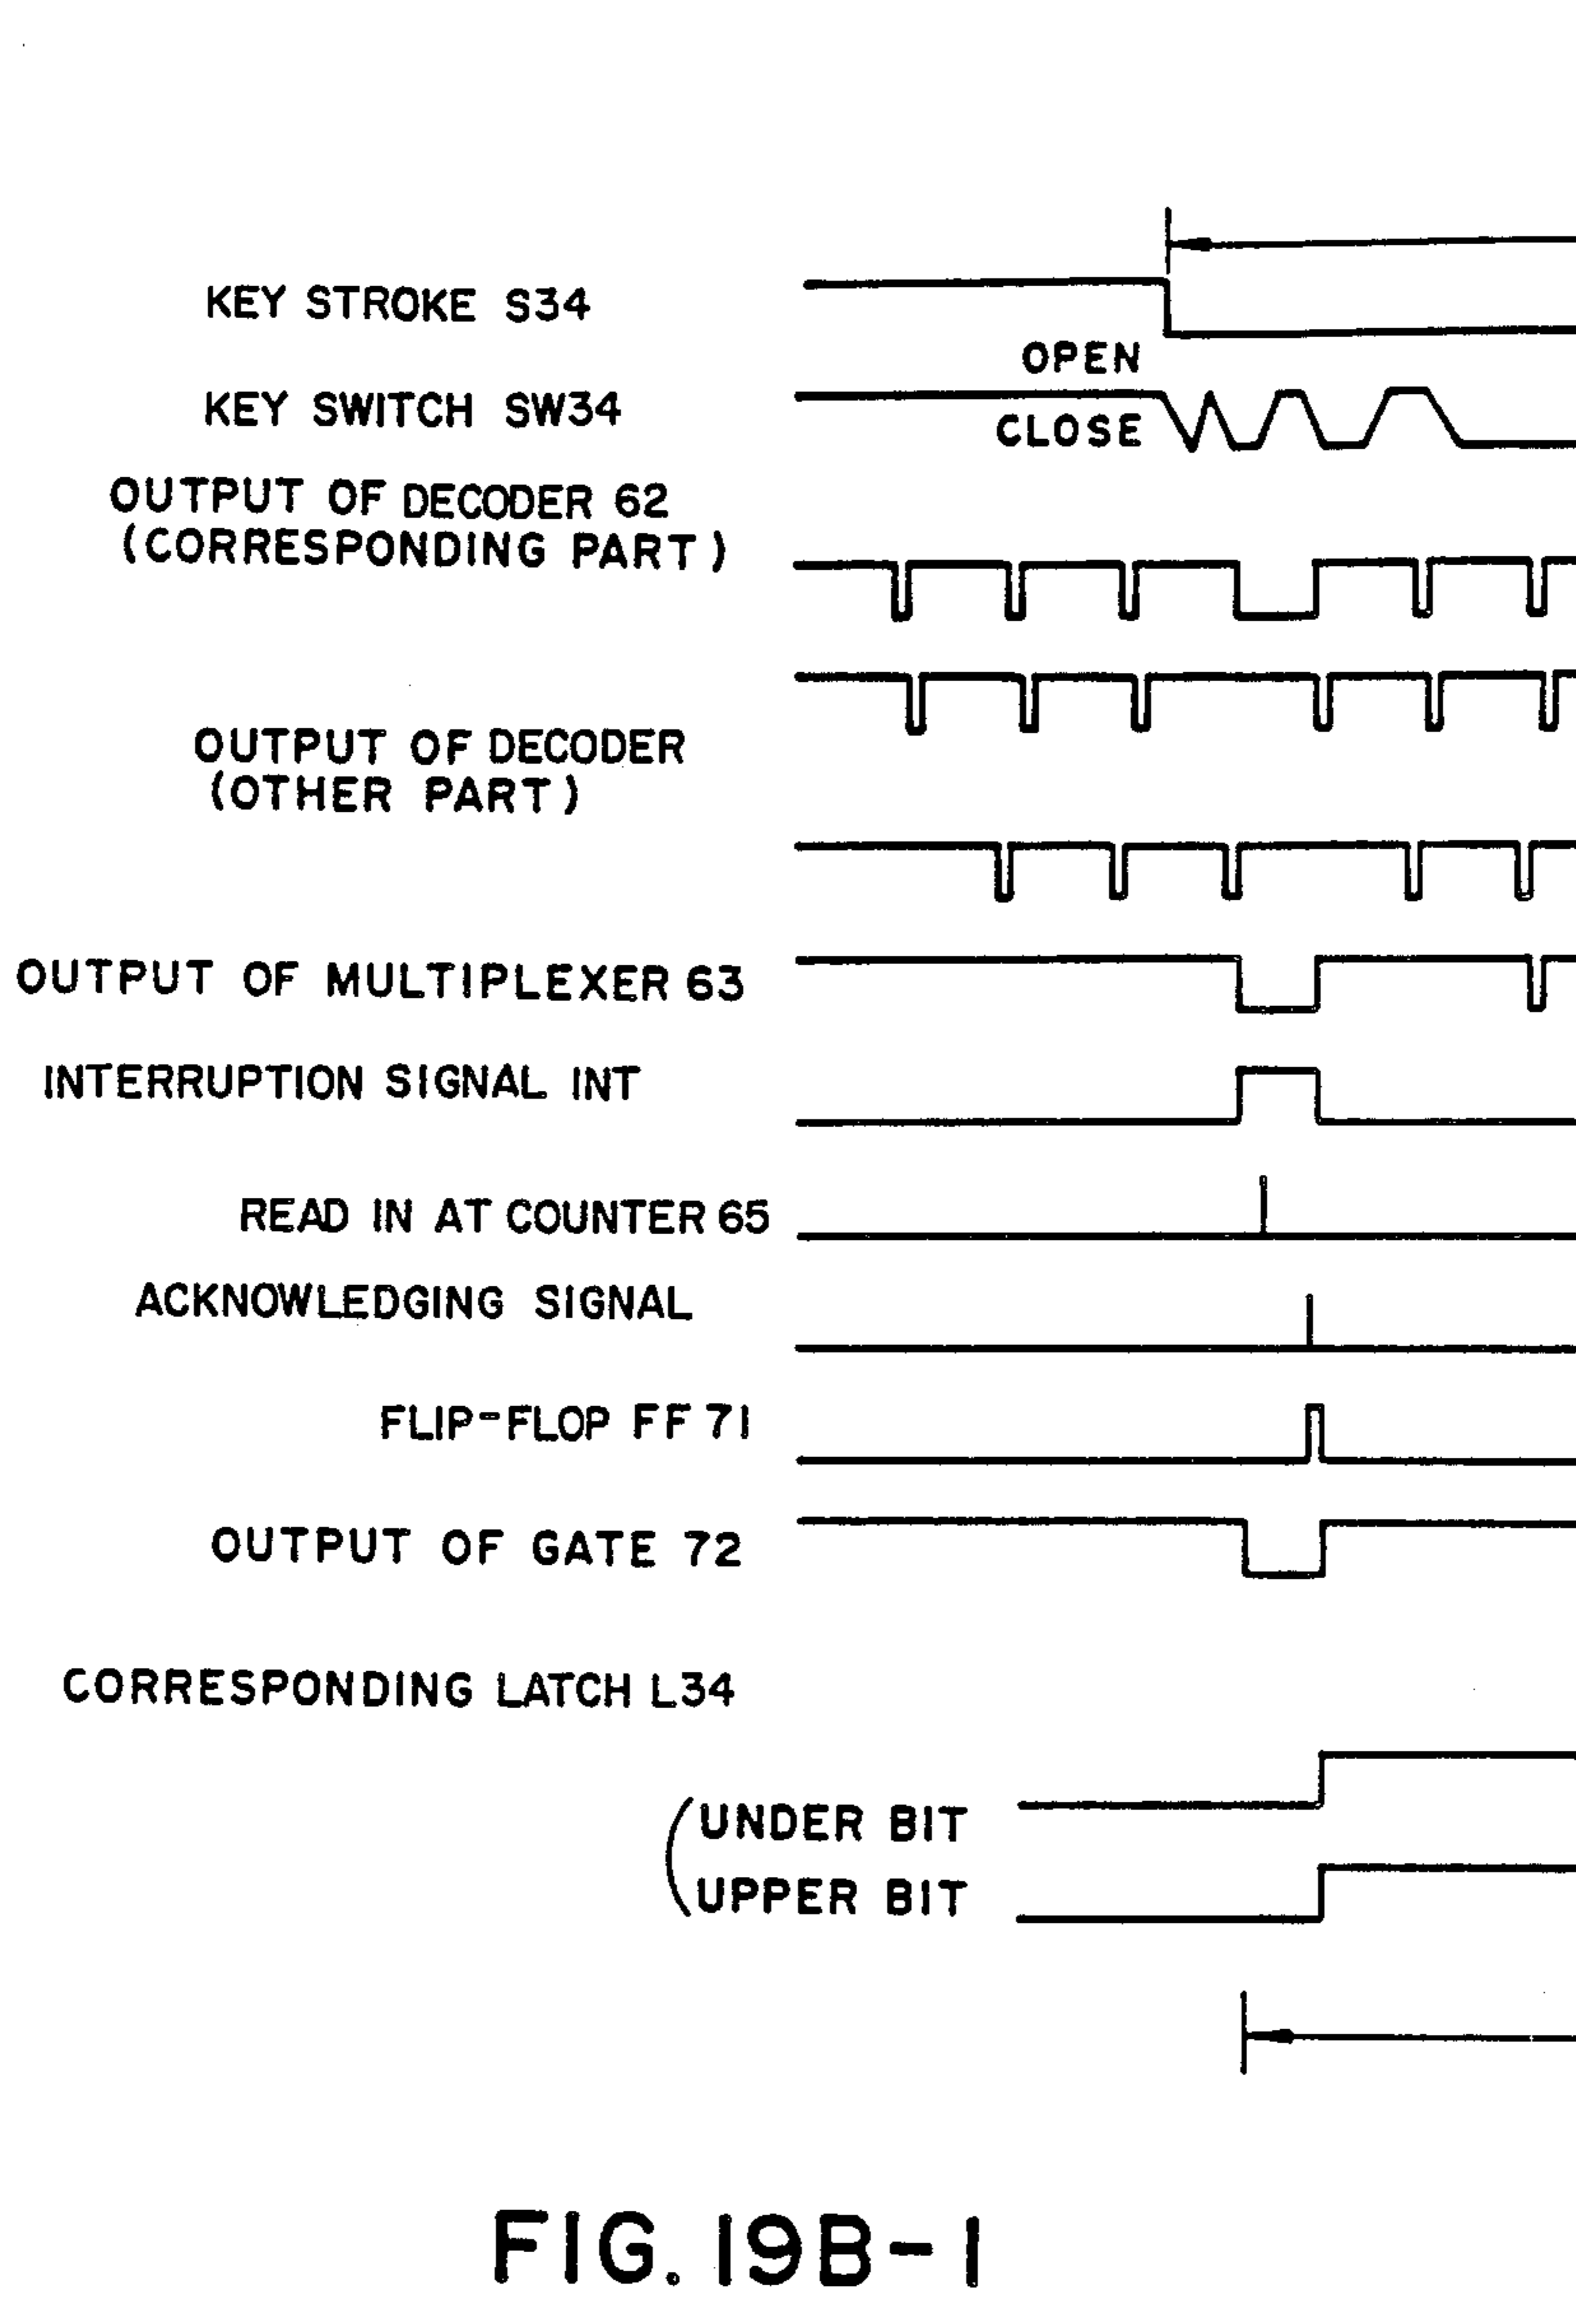 KEY STROKE S34
OPEN
KEY SWITCH SW34
CLOSE
OUTPUT OF DECODER 62
(CORRESPONDING PART)
OUTPUT OF DECODER
(OTHER PART)
OUTPUT OF MULTIPLEXER 63
INTERRUPTION SIGNAL INT
READ IN AT COUNTER 65
ACKNOWLEDGING SIGNAL
FLIP-FLOP FF 71
OUTPUT OF GATE 72
CORRESPONDING LATCH L34
(UNDER BIT
UPPER BIT
FIG. 19B-1